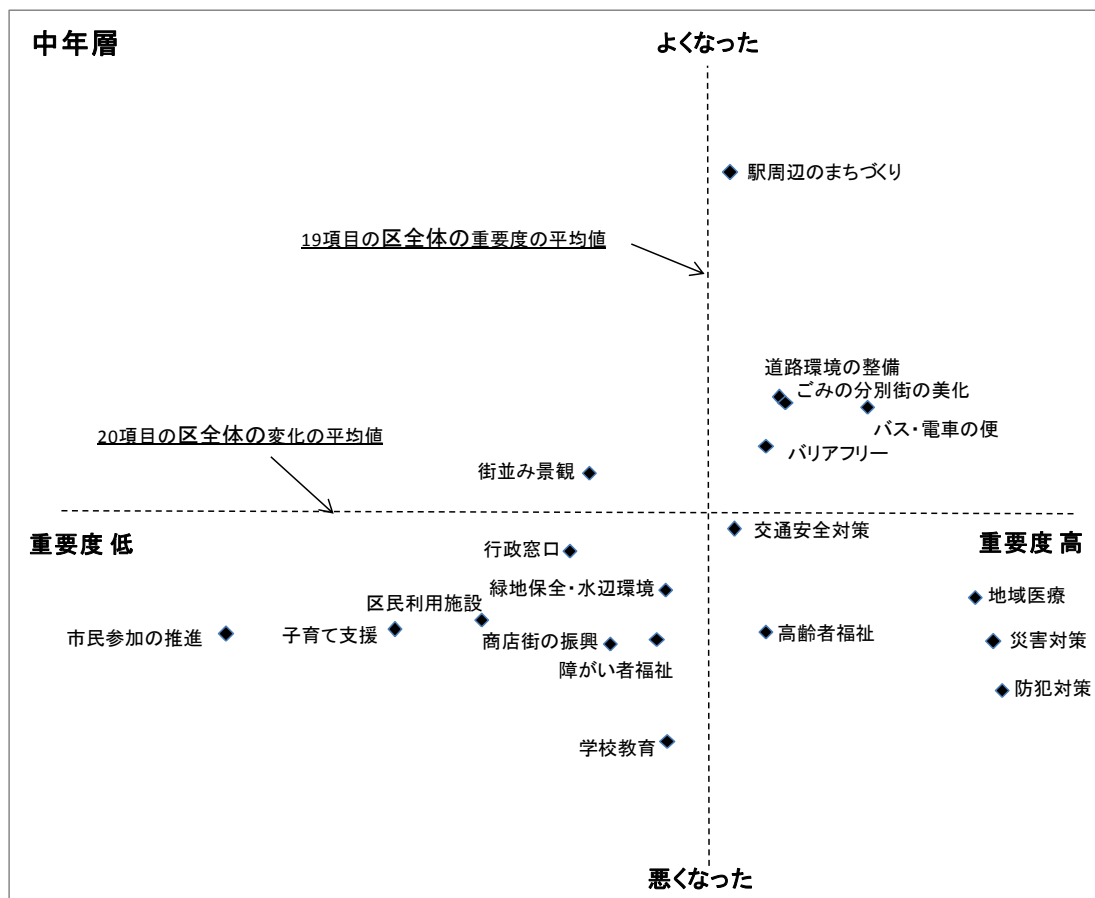 中年層
よくなった
駅周辺のまちづくり
19項目の区全体の重要度の平均値
道路環境の整備
ごみの分別街の美化
バス・電車の便
20項目の区全体の変化の平均値
バリアフリー
街並み景観
交通安全対策
重要度 低
重要度 高
行政窓口
緑地保全・水辺環境
地域医療
区民利用施設
市民参加の推進
子育て支援
商店街の振興
高齢者福祉
災害対策
障がい者福祉
防犯対策
学校教育
悪くなった